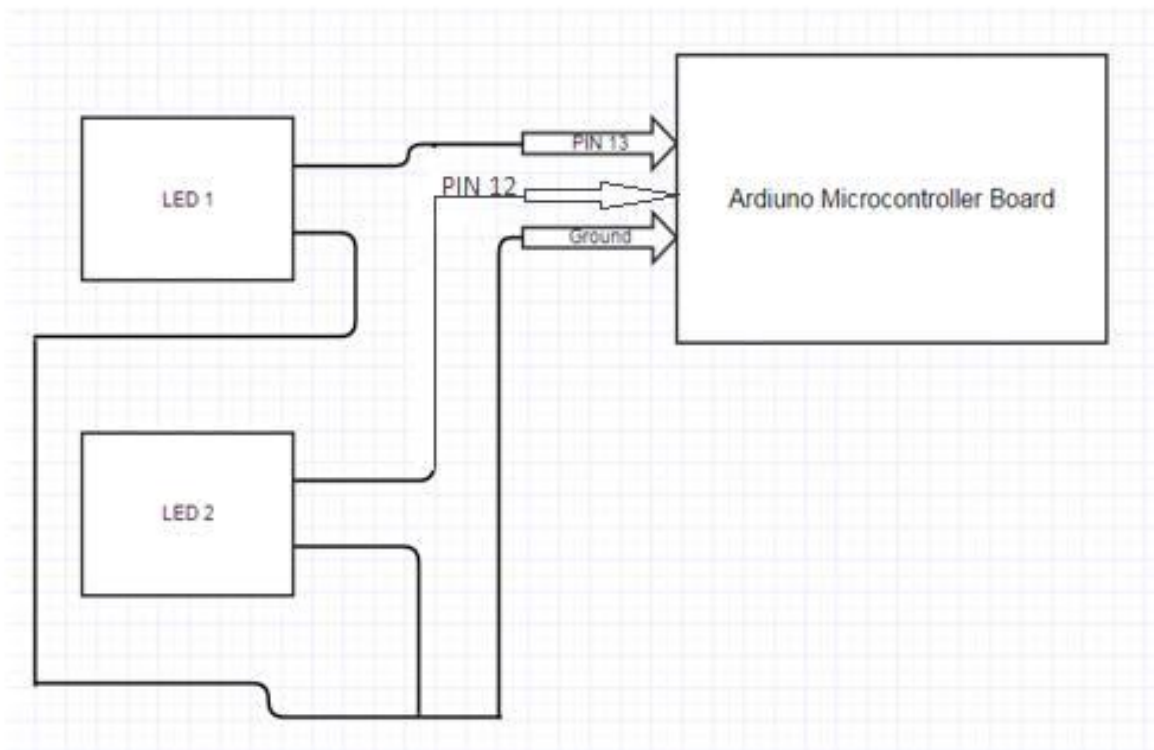 LED 1
PIN 13
PIN 12
Ground
Ardiuno Microcontroller Board
LED 2